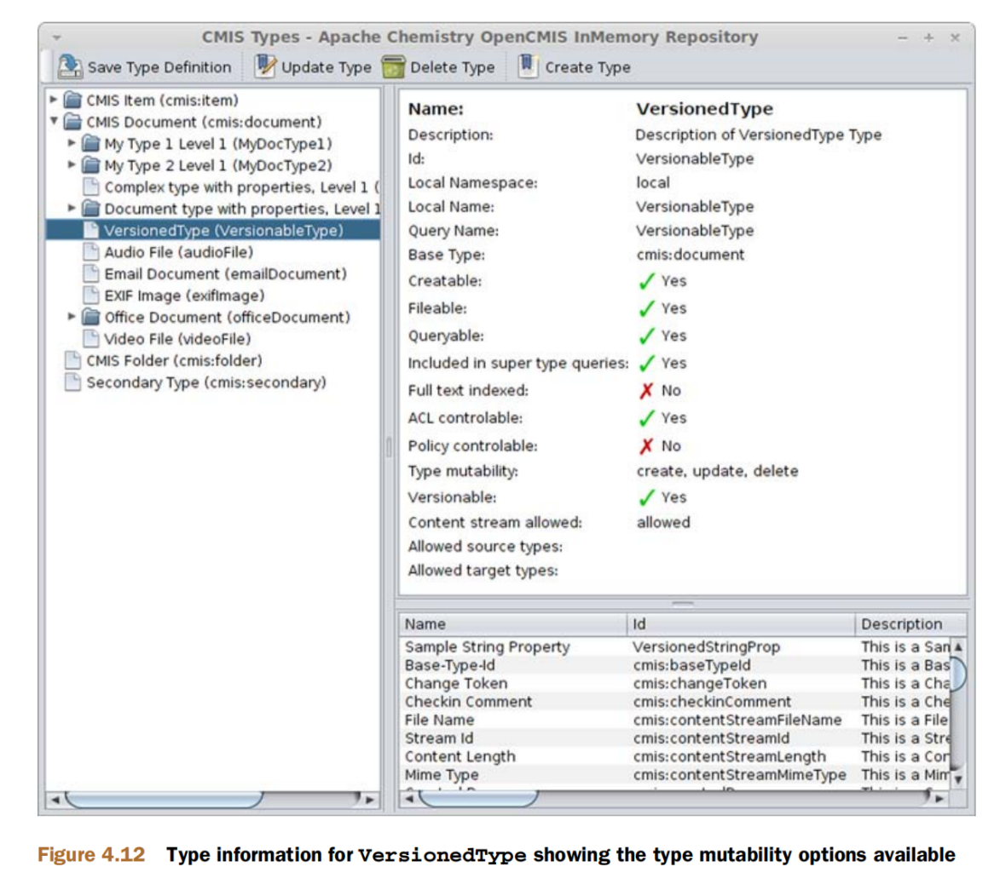 CMIS Types - Apache Chemistry OpenCMIS InMemory Repository
Save Type Definition Update Type Delete Type Create Type
CMIS Item (cmis:item)
CMIS Document (cmis:document)
My Type 1 Level 1 (MyDocType1)
My Type 2 Level 1 (MyDocType2)
Complex type with properties, Level 1 (
Document type with properties, Level 1
VersionedType (VersionableType)
Audio File (audioFile)
Email Document (emailDocument)
EXIF Image (exifImage)
Office Document (officeDocument)
Video File (videoFile)
CMIS Folder (cmis:folder)
Secondary Type (cmis:secondary)
Name: VersionedType
Description: Description of VersionedType Type
Id: VersionableType
Local Namespace: local
Local Name: VersionableType
Query Name: VersionableType
Base Type: cmis:document
Creatable: Yes
Fileable: Yes
Queryable: Yes
Included in super type queries: Yes
Full text indexed: No
ACL controlable: Yes
Policy controlable: No
Type mutability: create, update, delete
Versionable: Yes
Content stream allowed: allowed
Allowed source types:
Allowed target types:
Name Id Description
Sample String Property VersionedStringProp This is a San
Base-Type-Id cmis:baseTypeId This is a Bas
Change Token cmis:changeToken This is a Cha
Checkin Comment cmis:checkinComment This is a Che
File Name cmis:contentStreamFileName This is a File
Stream Id cmis:contentStreamId This is a Stre
Content Length cmis:contentStreamLength This is a Cor
Mime Type cmis:contentStreamMimeType This is a Mim
Figure 4.12 Type information for VersionedType showing the type mutability options available